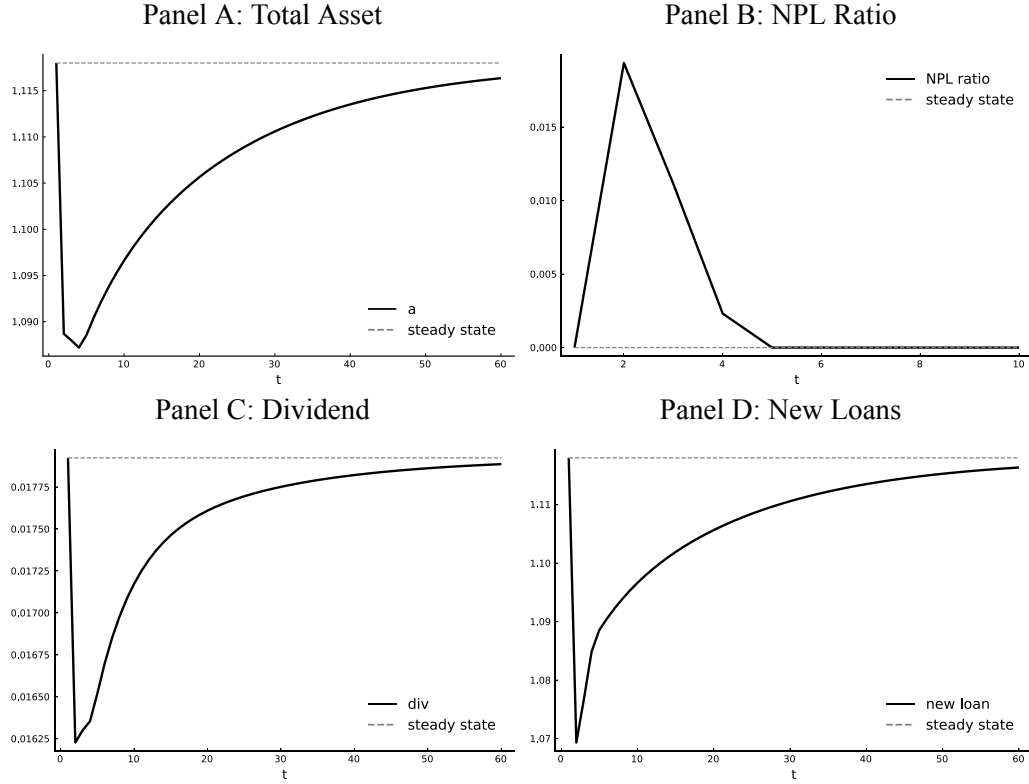 Panel A: Total Asset
1.115
1.110
1.105
1.100
1.095
1.090
a
steady state
0 10 20 30 40 50 60
t
Panel B: NPL Ratio
0.015
0.010
0.005
0.000
NPL ratio
steady state
2 4 6 8 10
t
Panel C: Dividend
0.01775
0.01750
0.01725
0.01700
0.01675
0.01650
0.01625
div
steady state
0 10 20 30 40 50 60
t
Panel D: New Loans
1.11
1.10
1.09
1.08
1.07
new loan
steady state
0 10 20 30 40 50 60
t